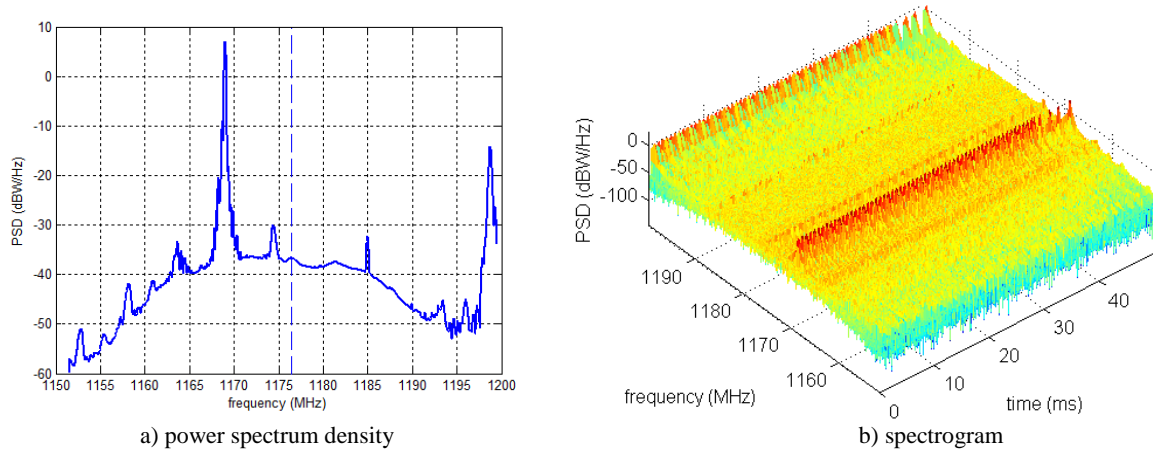 10
0
-10
-20
-30
-40
-50
-60
PSD (dBW/Hz)
1150 1155 1160 1165 1170 1175 1180 1185 1190 1195 1200
frequency (MHz)
a) power spectrum density
0
-50
-100
PSD (dBW/Hz)
1190
1180
1170
1160
frequency (MHz)
0
10
20
30
40
time (ms)
b) spectrogram